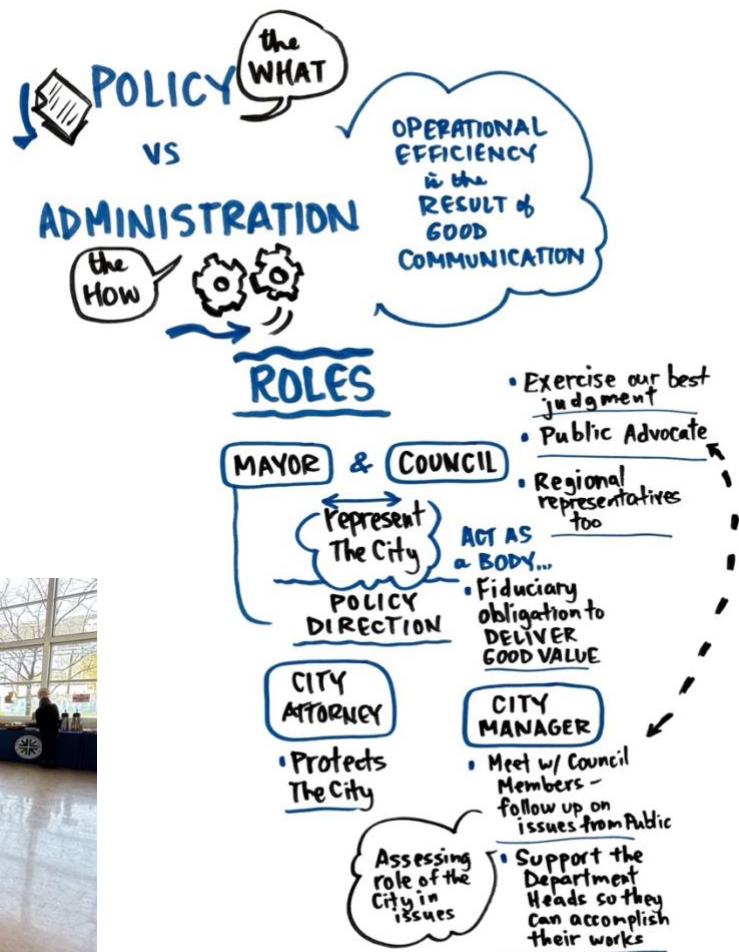 the
WHAT
POLICY
VS
ADMINISTRATION
the
HOW
OPERATIONAL
EFFICIENCY
is the
RESULT of
GOOD
COMMUNICATION
ROLES
MAYOR & COUNCIL
• Exercise our best
judgment
• Public Advocate
• Regional
representatives
too
represent
The City
POLICY
DIRECTION
ACT AS
a BODY...
• Fiduciary
obligation to
DELIVER
GOOD VALUE
CITY
ATTORNEY
• Protects
The City
CITY
MANAGER
• Meet w/ Council
Members –
follow up on
issues from Public
Assessing
role of the
City in
issues
• Support the
Department
Heads so they
can accomplish
their works